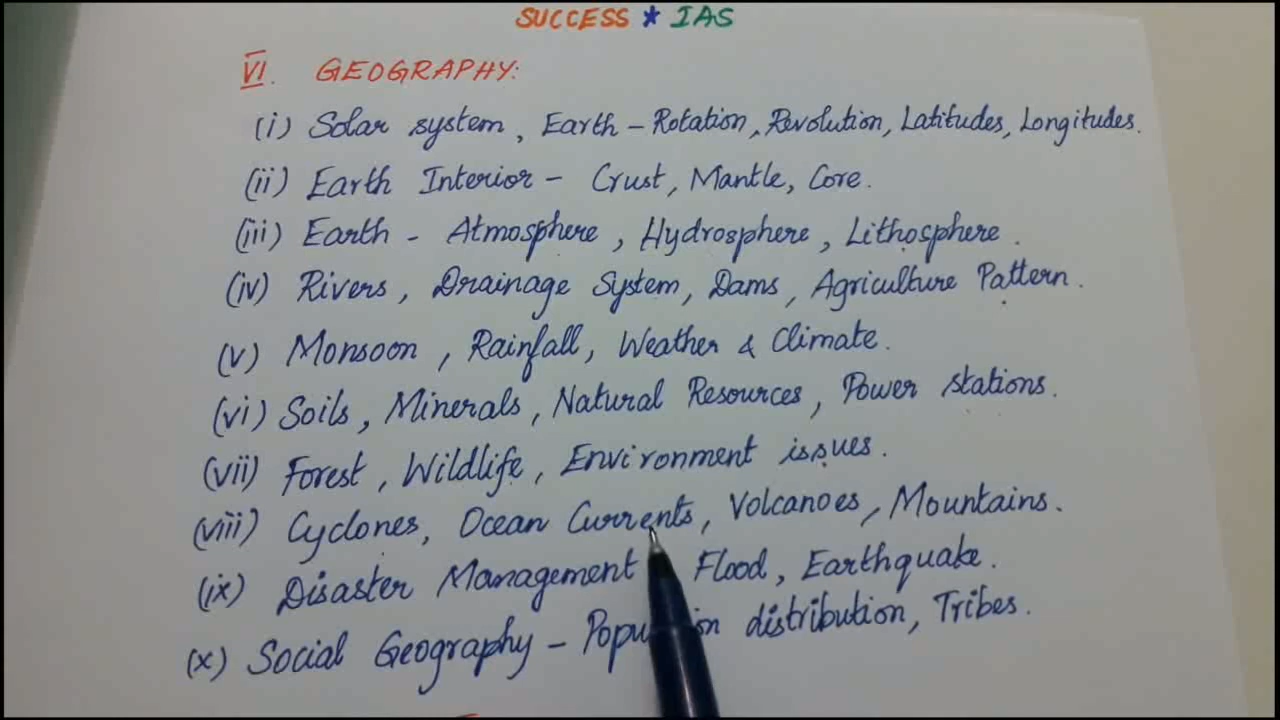 SUCCESS * IAS
VI. GEOGRAPHY:
(i) Solar system, Earth - Rotation, Revolution, Latitudes, Longitudes.
(ii) Earth Interior - Crust, Mantle, Core.
(iii) Earth - Atmosphere, Hydrosphere, Lithosphere.
(iv) Rivers, Drainage System, Dams, Agriculture Pattern.
(v) Monsoon, Rainfall, Weather & Climate.
(vi) Soils, Minerals, Natural Resources, Power stations.
(vii) Forest, Wildlife, Environment issues.
(viii) Cyclones, Ocean Currents, Volcanoes, Mountains.
(ix) Disaster Management Flood, Earthquake.
(x) Social Geography - Population distribution, Tribes.